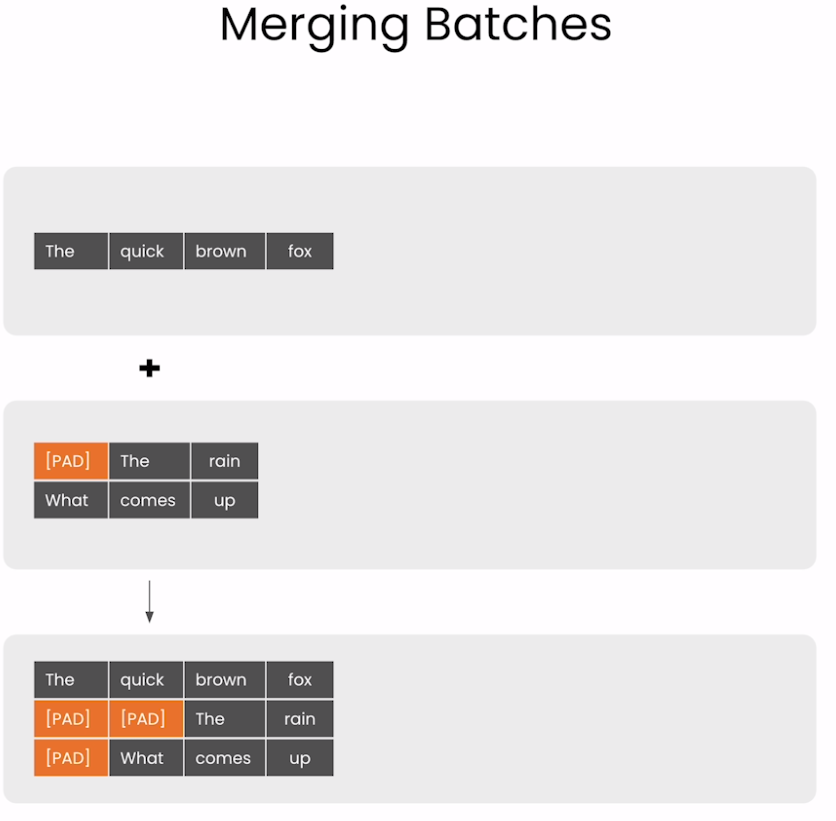 Merging Batches
The quick brown fox
+
[PAD] The rain
What comes up
The quick brown fox
[PAD] [PAD] The rain
[PAD] What comes up